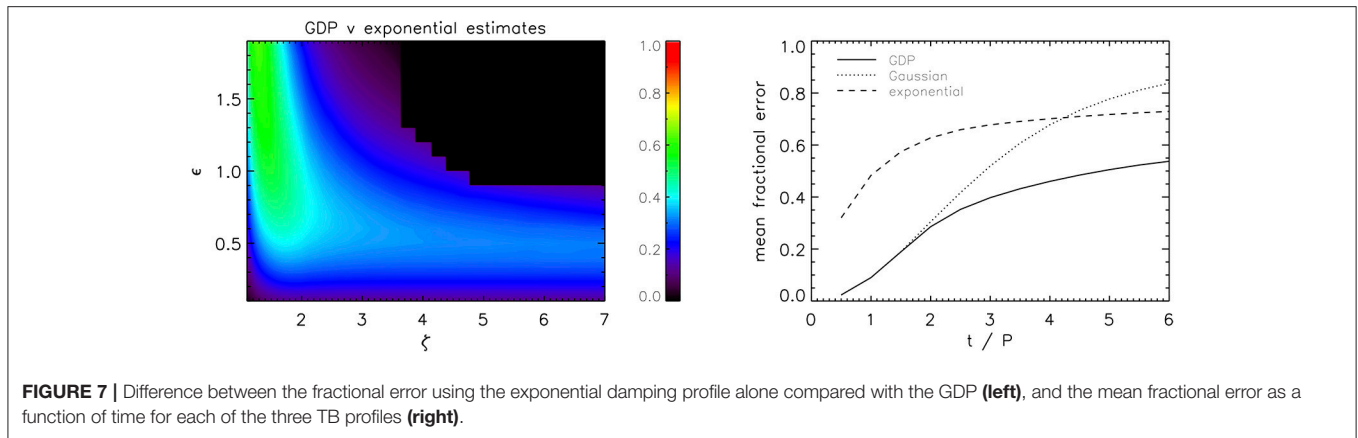 GDP v exponential estimates
1.5
1.0
0.5
ϵ
2 3 4 5 6 7
ζ
1.0
0.8
0.6
0.4
0.2
0.0
1.0
0.8
0.6
0.4
0.2
0.0
mean fractional error
GDP
Gaussian
exponential
0 1 2 3 4 5 6
t / P
FIGURE 7 | Difference between the fractional error using the exponential damping profile alone compared with the GDP (left), and the mean fractional error as a
function of time for each of the three TB profiles (right).